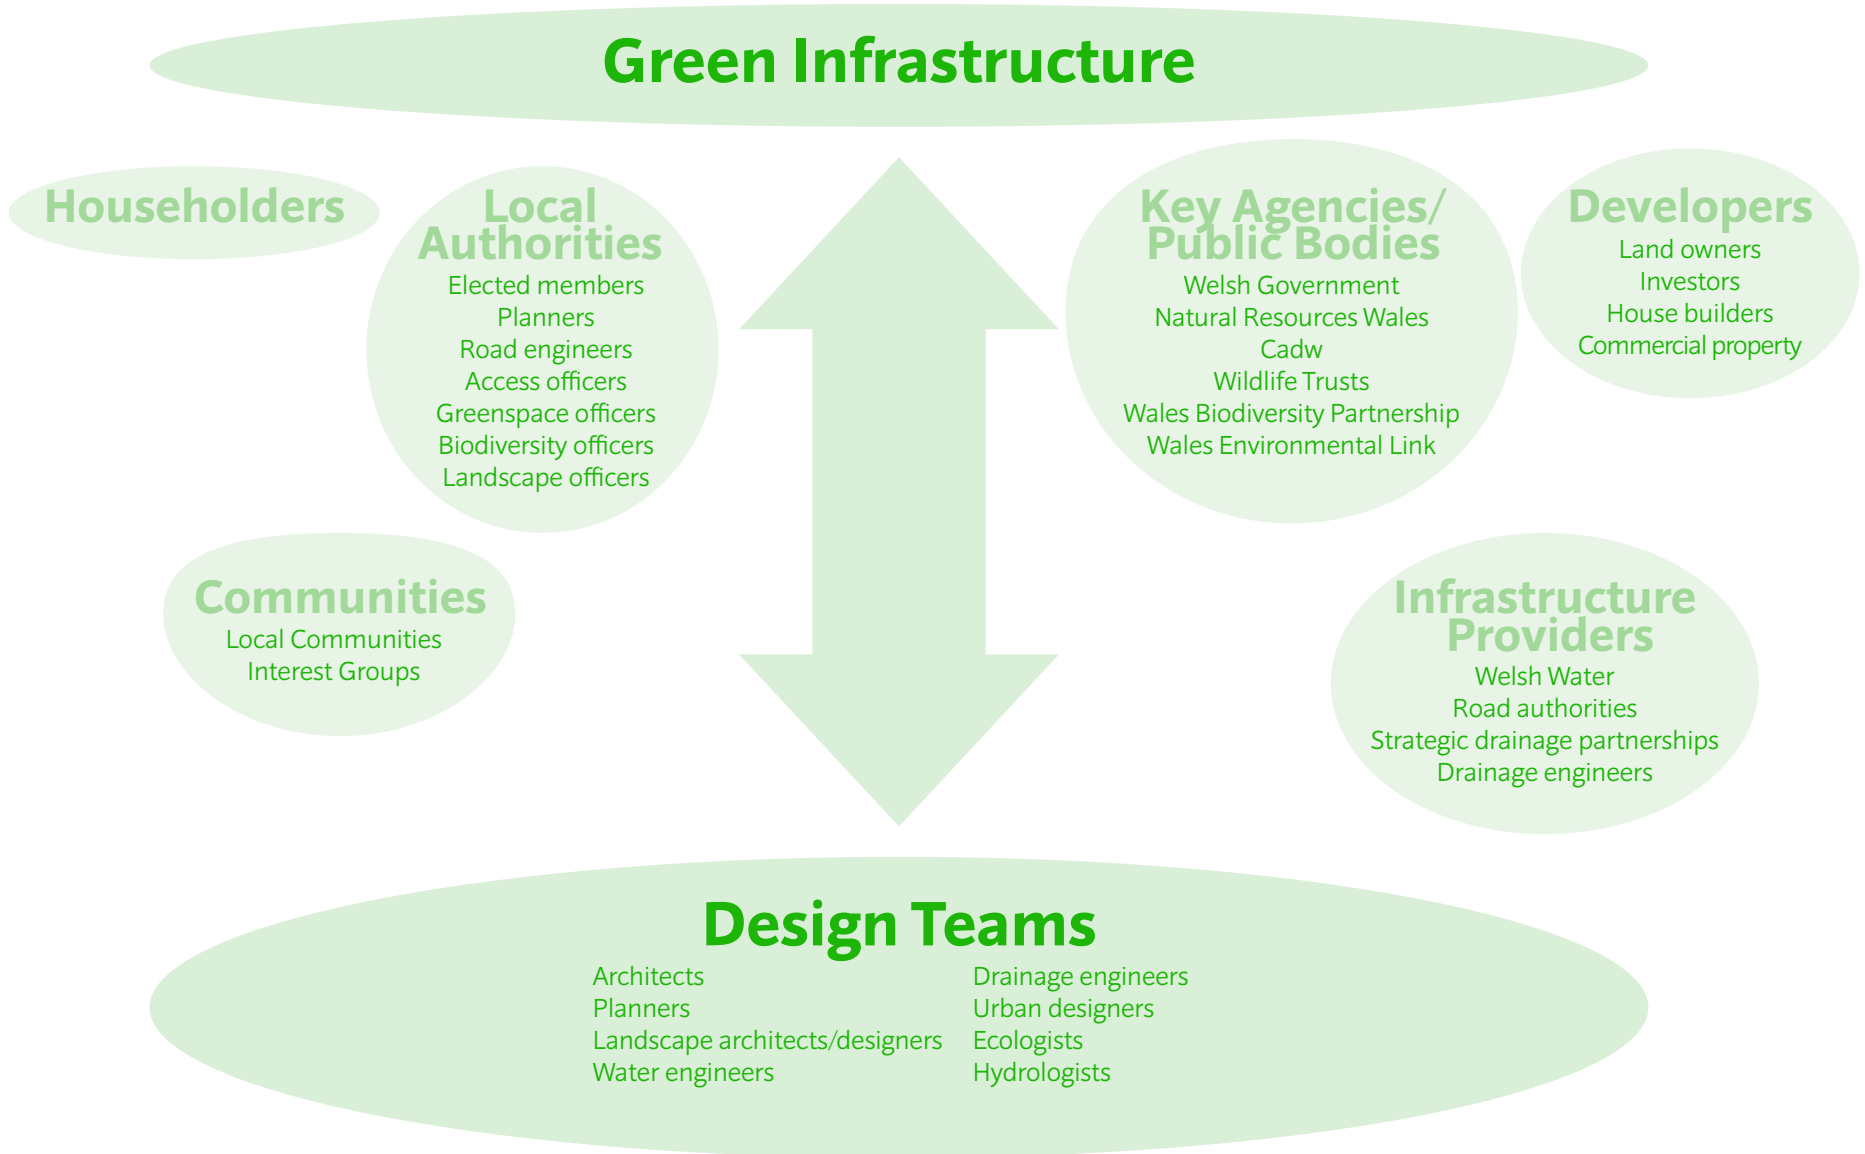 Green Infrastructure
Householders
Local
Authorities
Elected members
Planners
Road engineers
Access officers
Greenspace officers
Biodiversity officers
Landscape officers
Key Agencies/
Public Bodies
Welsh Government
Natural Resources Wales
Cadw
Wildlife Trusts
Wales Biodiversity Partnership
Wales Environmental Link
Developers
Land owners
Investors
House builders
Commercial property
Communities
Local Communities
Interest Groups
Infrastructure
Providers
Welsh Water
Road authorities
Strategic drainage partnerships
Drainage engineers
Design Teams
Architects
Planners
Landscape architects/designers
Water engineers
Drainage engineers
Urban designers
Ecologists
Hydrologists